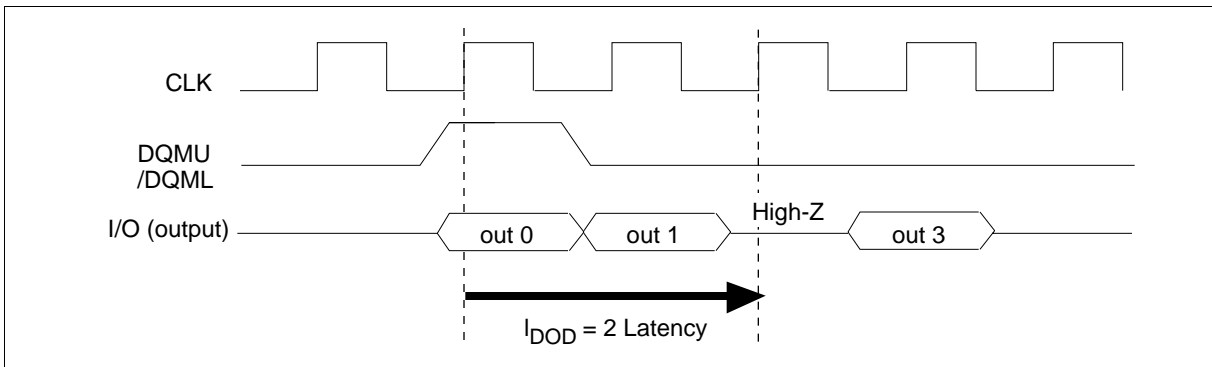 CLK
DQMU
/DQML
I/O (output)
out 0
out 1
High-Z
out 3
IDOD = 2 Latency